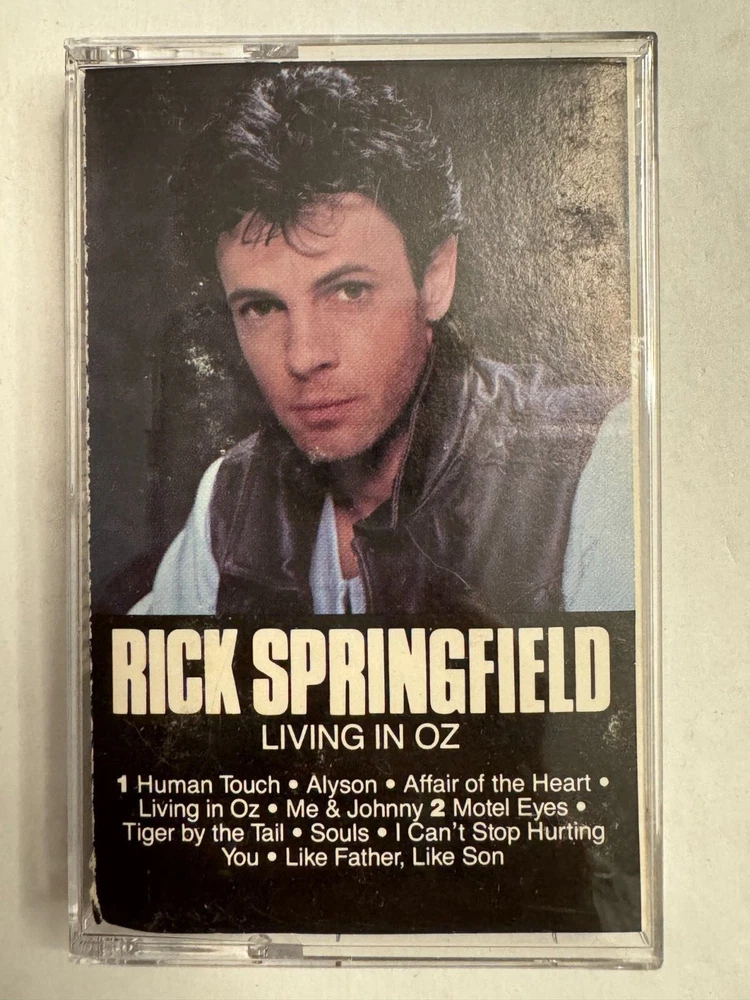 RICK SPRINGFIELD
LIVING IN OZ
1 Human Touch • Alyson • Affair of the Heart •
Living in Oz • Me & Johnny 2 Motel Eyes •
Tiger by the Tail • Souls • I Can't Stop Hurting
You • Like Father, Like Son